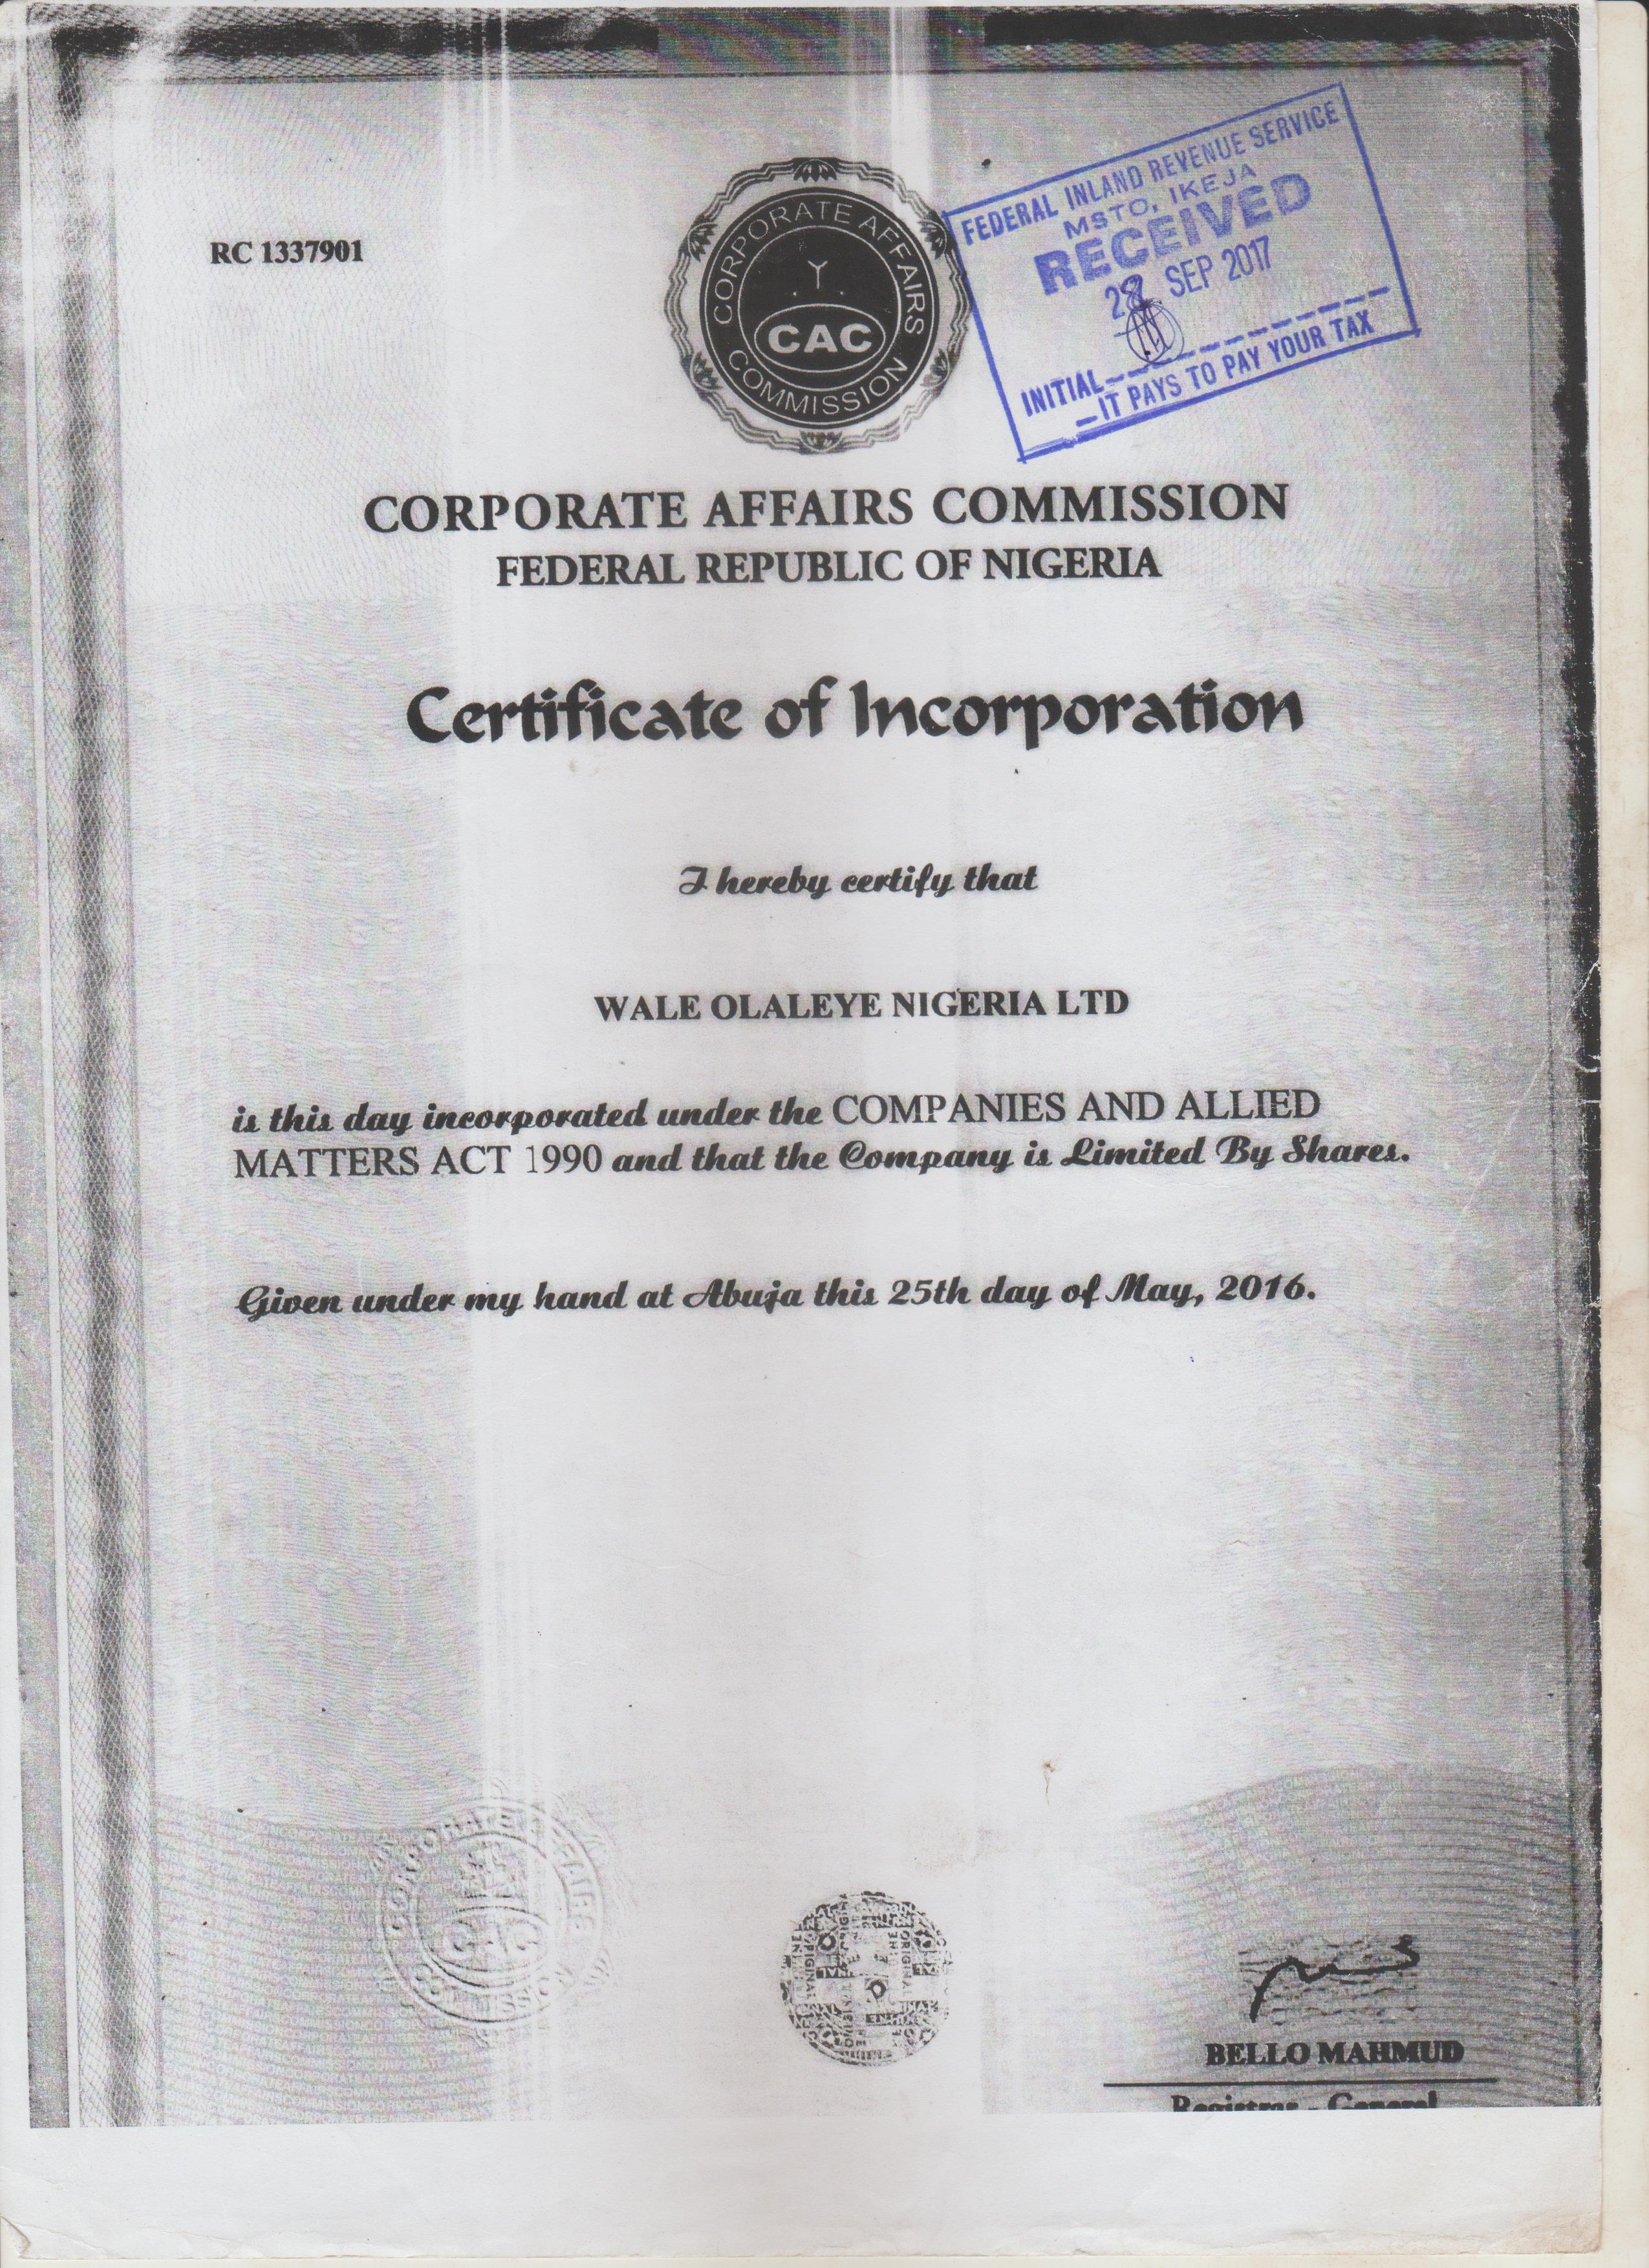 RC 1337901
CORPORATE AFFAIRS
CAC
COMMISSION
FEDERAL INLAND REVENUE SERVICE
MSTO, IKEJA
RECEIVED
SEP 2017
INITIAL
IT PAYS TO PAY YOUR TAX
CORPORATE AFFAIRS COMMISSION
FEDERAL REPUBLIC OF NIGERIA
Certificate of Incorporation
I hereby certify that
WALE OLALEYE NIGERIA LTD
is this day incorporated under the COMPANIES AND ALLIED
MATTERS ACT 1990 and that the Company is Limited By Shares.
Given under my hand at Abuja this 25th day of May, 2016.
BELLO MAHMUD
Registrar - General